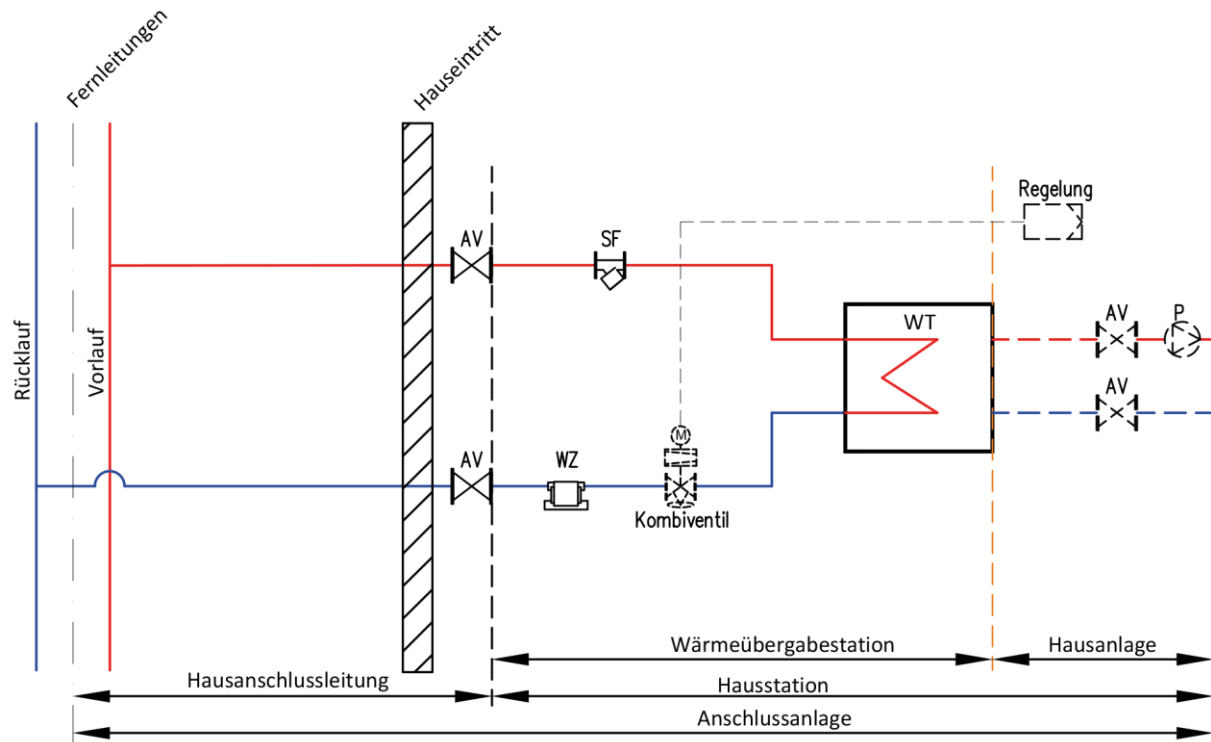 Fernleitungen
Hauseintritt
Regelung
AV
SF
Rücklauf
Vorlauf
WT
AV
P
AV
M
AV
WZ
Kombiventil
Wärmeübergabestation
Hausanlage
Hausanschlussleitung
Hausstation
Anschlussanlage